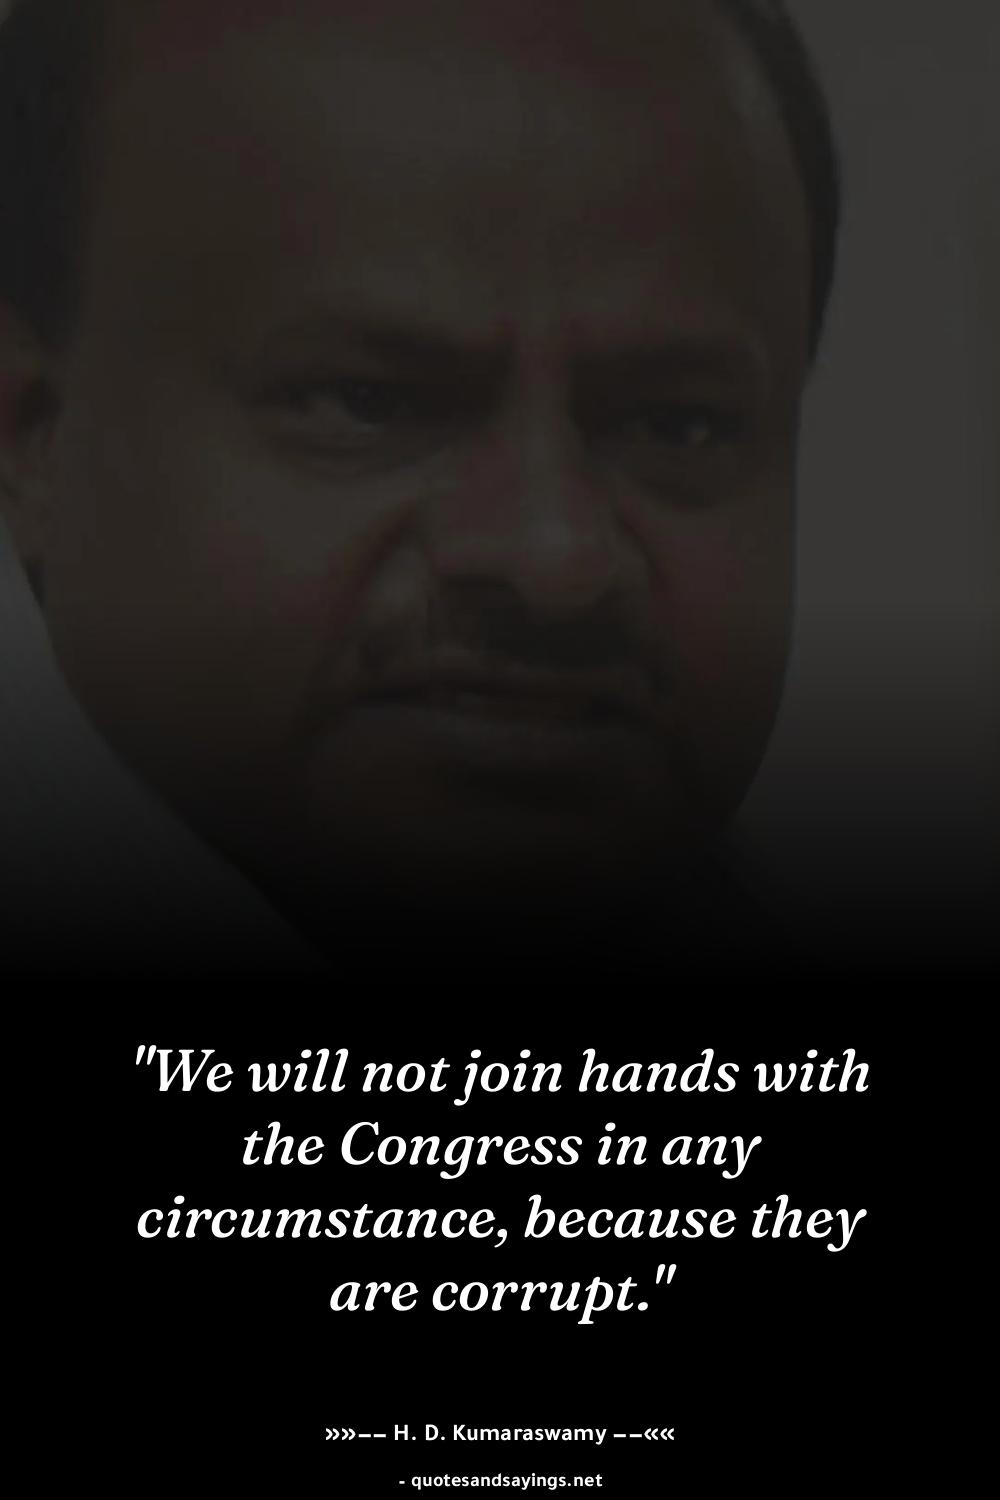 "We will not join hands with
the Congress in any
circumstance, because they
are corrupt."
»»−− H. D. Kumaraswamy −−««
- quotesandsayings.net